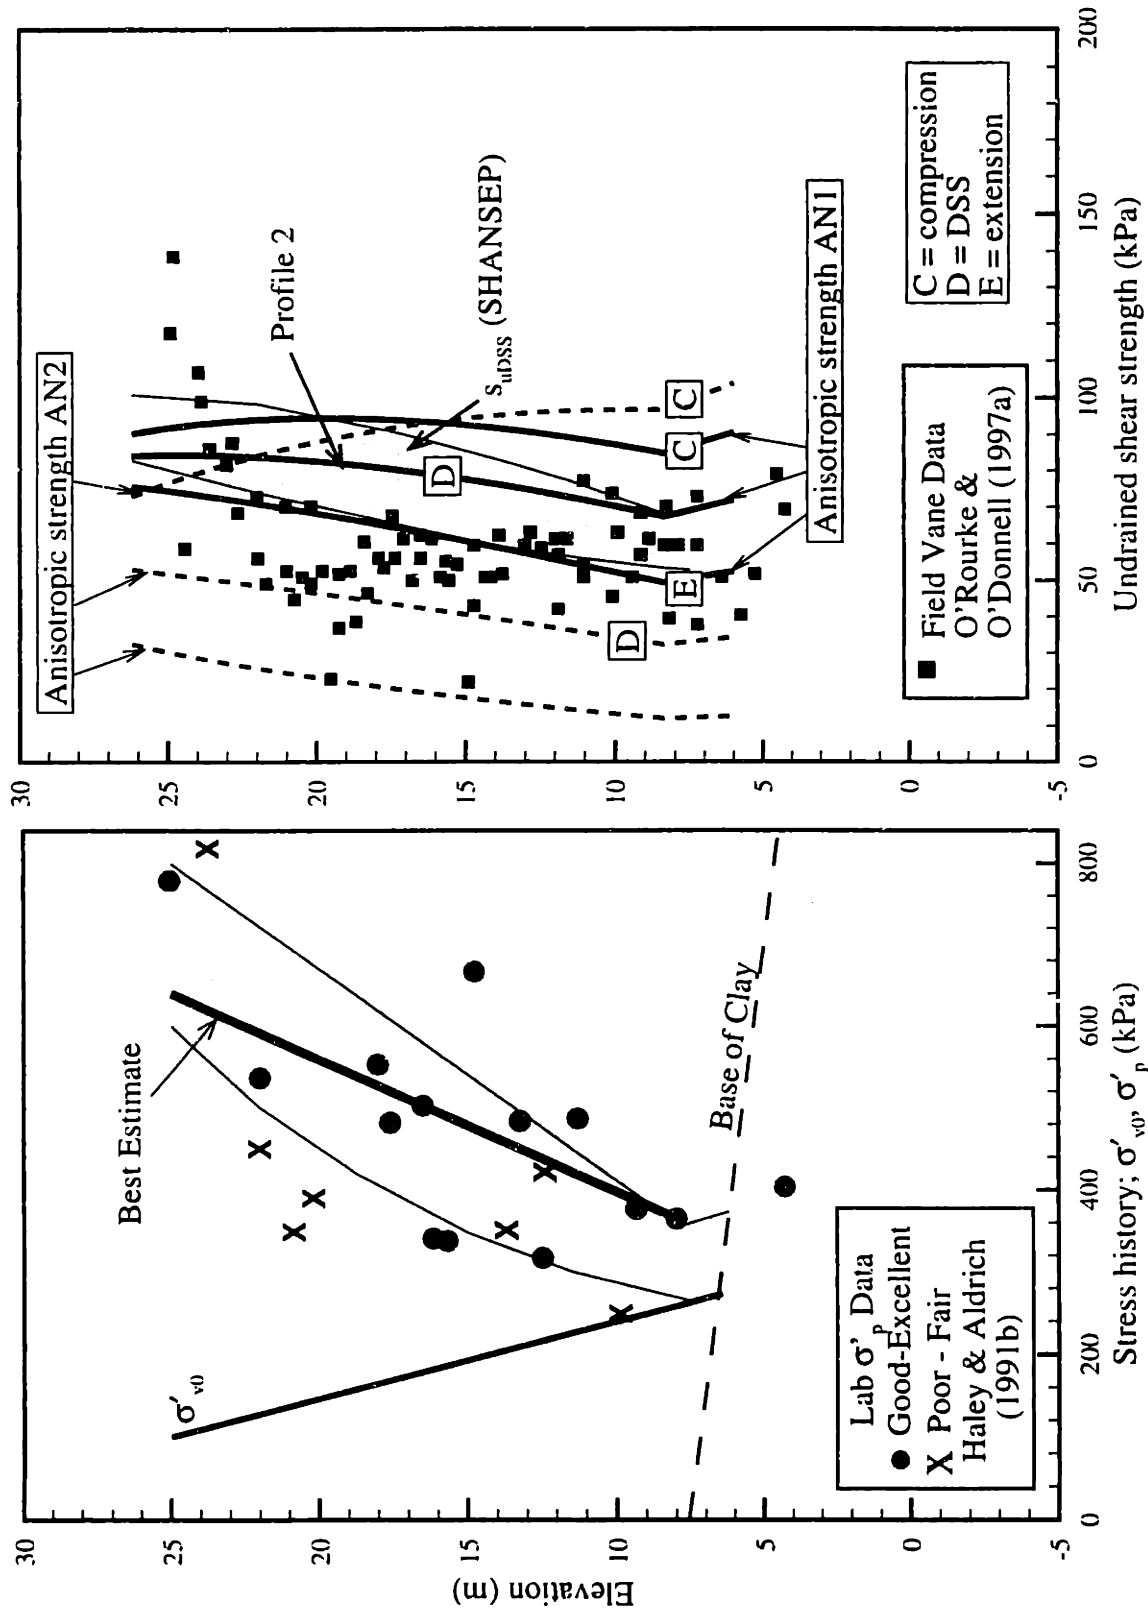 Elevation (m)
30
25
20
15
10
5
0
-5
0
200
400
600
800
Stress history; σ'v0, σ'p (kPa)
σ'v0
Best Estimate
Base of Clay
Lab σ'p Data
Good-Excellent
X Poor - Fair
Haley & Aldrich
(1991b)
30
25
20
15
10
5
0
-5
0
50
100
150
200
Undrained shear strength (kPa)
Anisotropic strength AN2
Profile 2
suDSS (SHANSEP)
D
C
C
E
D
Anisotropic strength AN1
Field Vane Data
O'Rourke &
O'Donnell (1997a)
C = compression
D = DSS
E = extension